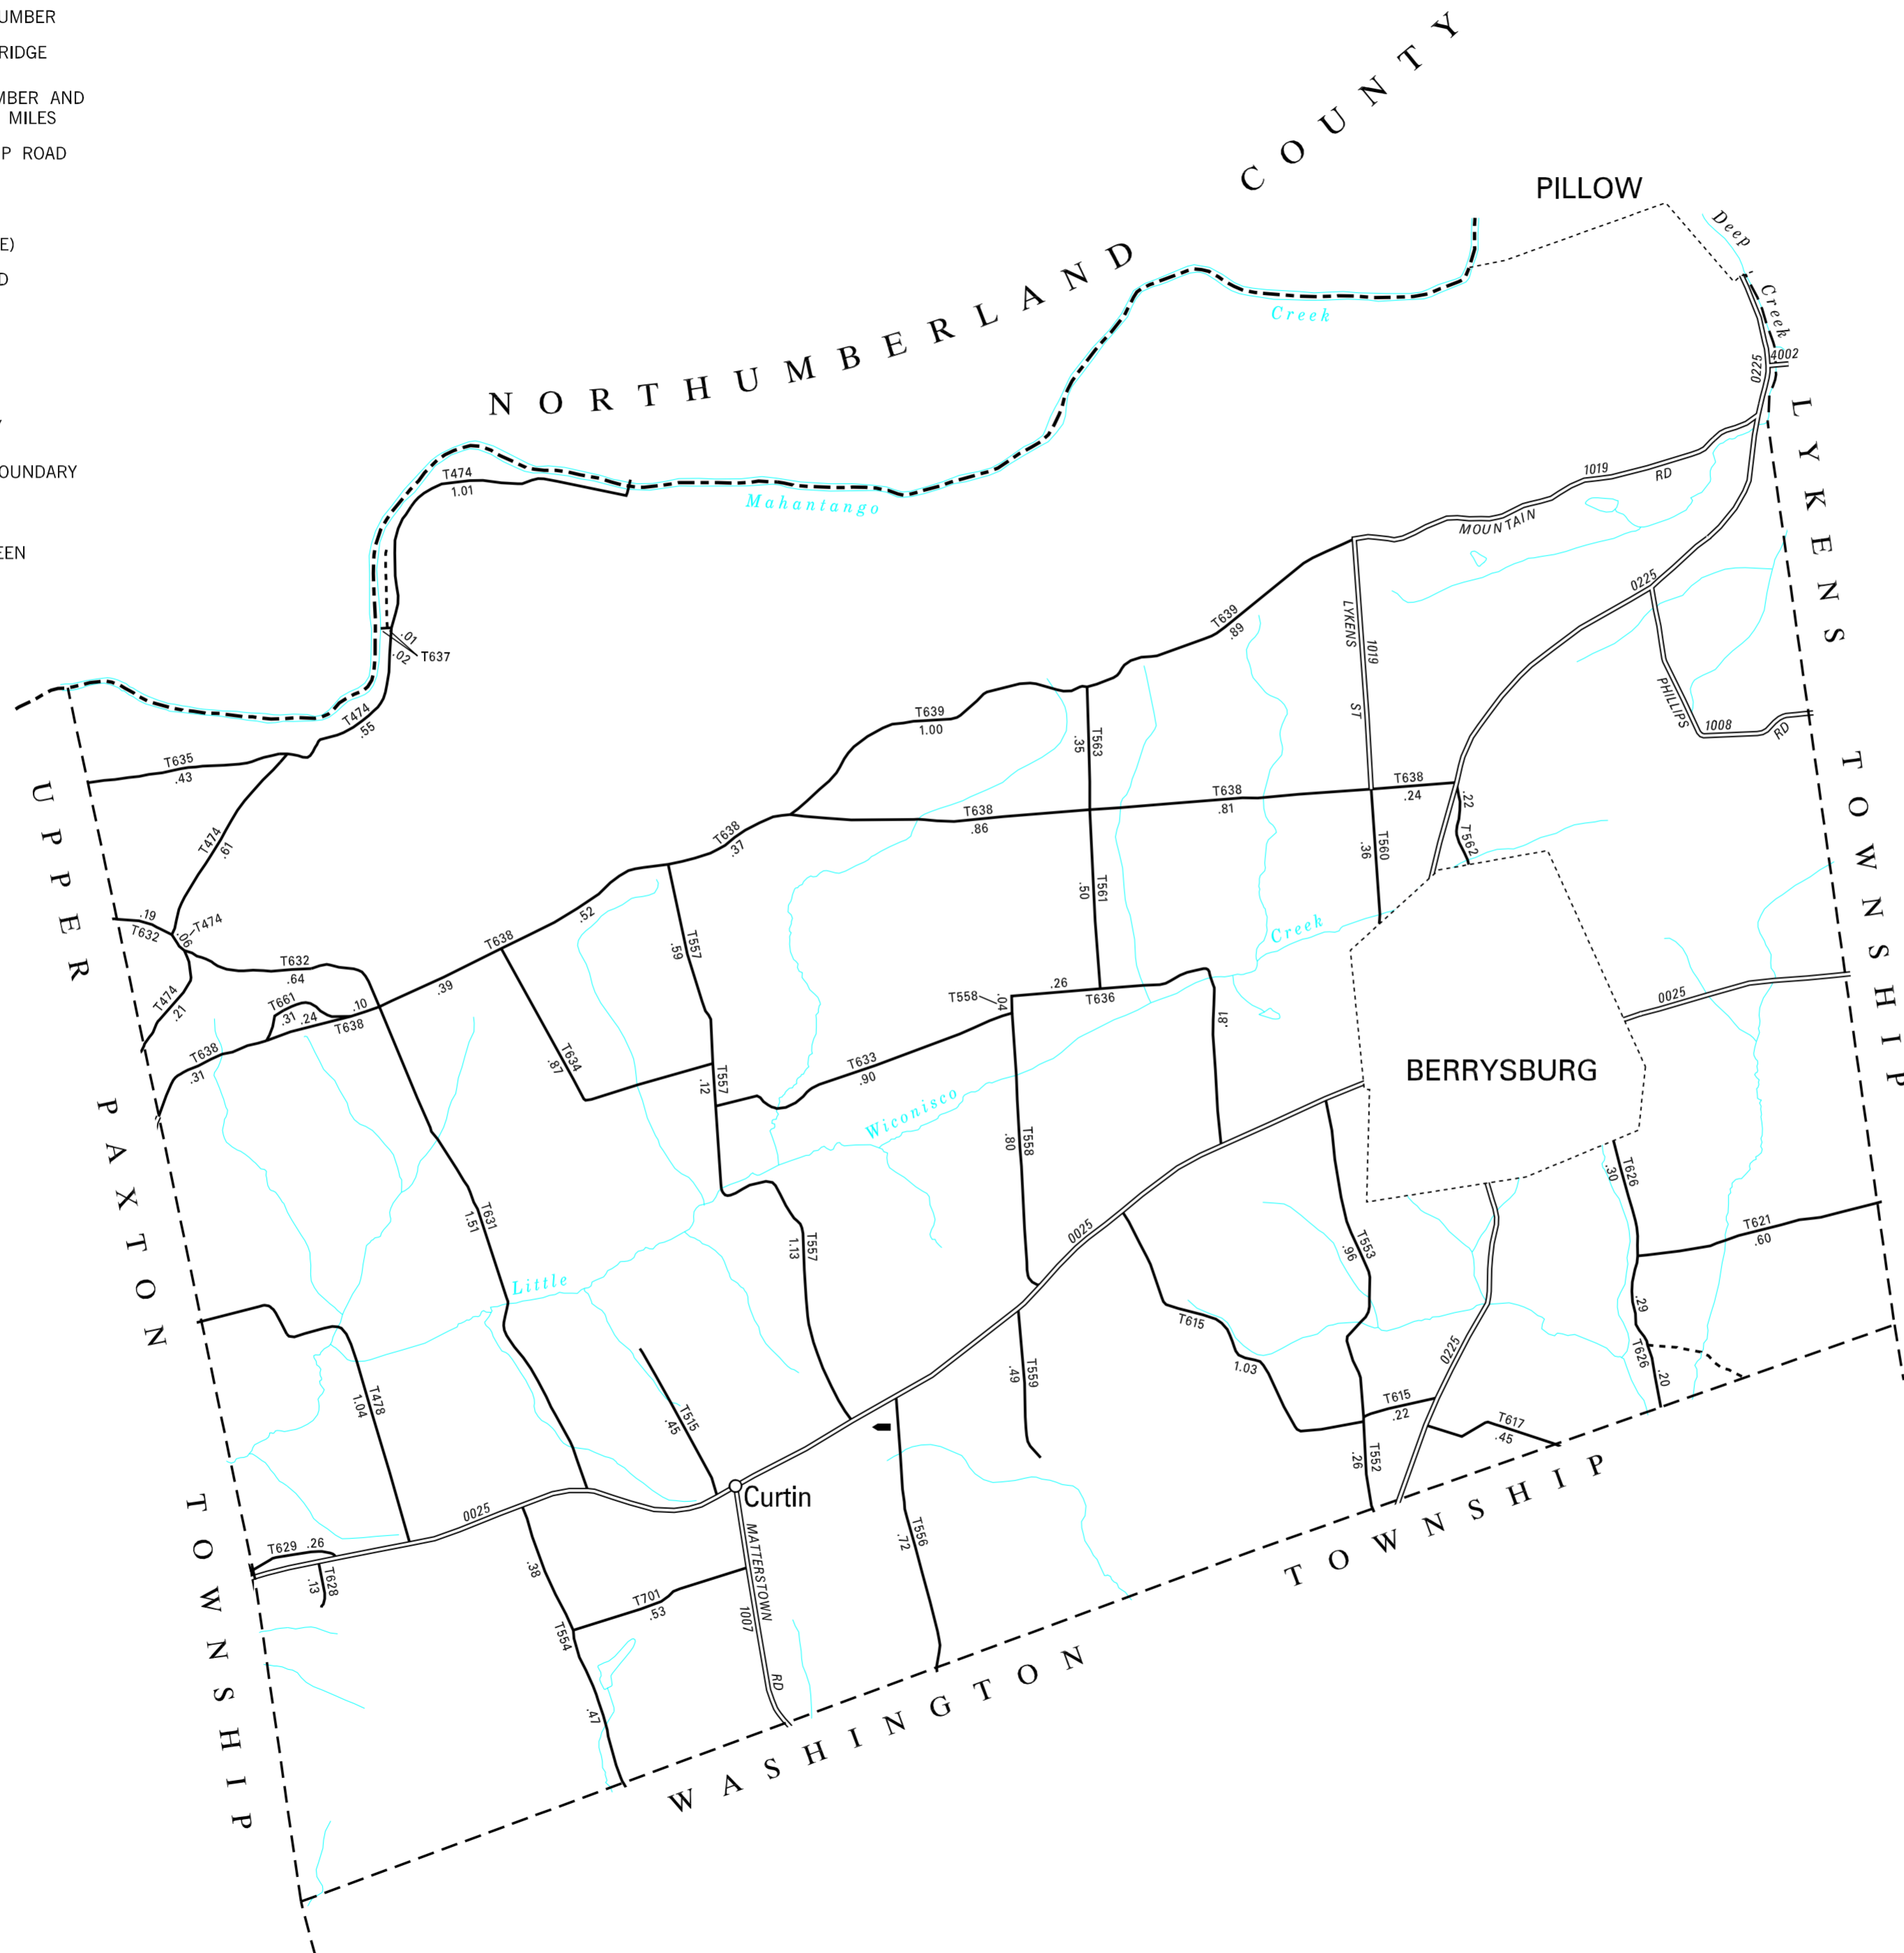 UMBER
RIDGE
MBER AND
MILES
P ROAD
E)
D
OUNDARY
EEN
NORTHUMBERLAND COUNTY
PILLOW
Deep
Creek
4002
0225
LYKENS TOWNSHIP
Creek
Mahantango
T474
1.01
.01
.02
T637
T474
.55
1019
RD
MOUNTAIN
0225
PHILLIPS
1008
RD
LYKENS
1019
ST
T639
.89
T639
1.00
T563
.35
T635
.43
T474
.61
UPPER PAXTON TOWNSHIP
T638
.24
T638
.81
T638
.86
T638
.37
.22
T562
T560
.36
T561
.50
.19
T632
.06
T474
T632
.64
T474
.21
T661
.31
.24
.10
T638
T638
.31
.39
T638
.52
T557
.59
T634
.87
T557
.12
T633
.90
T558
.04
.26
T636
.81
Creek
0025
BERRYSBURG
Wiconisco
T558
.80
T631
1.51
Little
T557
1.13
0025
T553
.96
T626
.30
T621
.60
.29
T626
.20
T615
1.03
0225
T615
.22
T617
.45
T552
.26
T559
.49
T478
1.04
T515
.45
Curtin
0025
T629
.26
T628
.13
.38
T554
.47
T701
.53
MATTERSTOWN
1007
RD
T556
.72
WASHINGTON TOWNSHIP